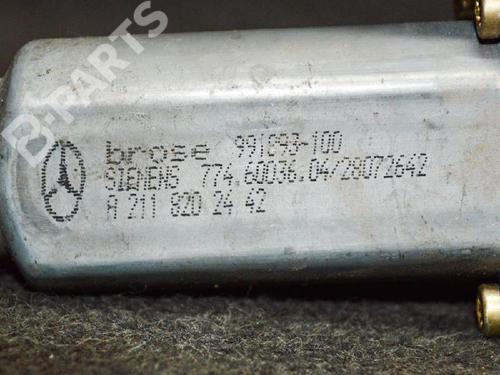 B-PARTS
brose 991693-100
SIEMENS 774.60036.04/28072642
A 211 820 24 42